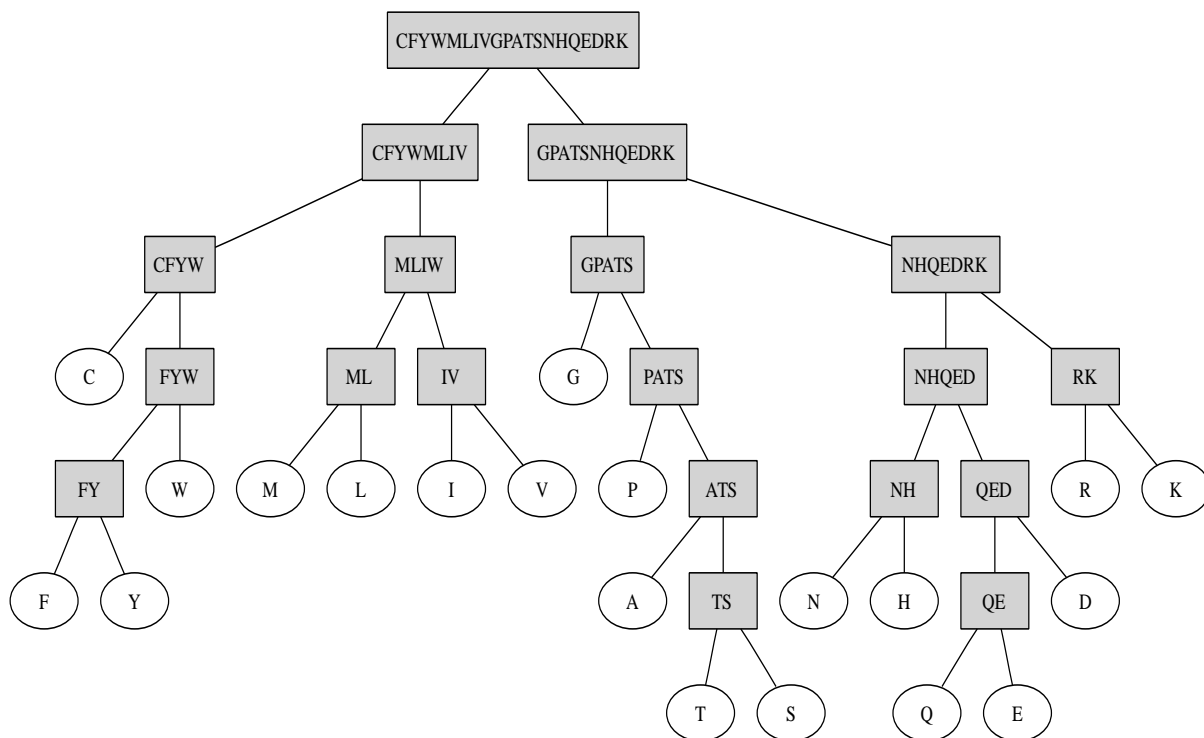 CFYWMLIVGPATSNHQEDRK
CFYWMLIV
GPATSNHQEDRK
CFYW
MLIW
GPATS
NHQEDRK
C
FYW
ML
IV
G
PATS
NHQED
RK
FY
W
M
L
I
V
P
ATS
NH
QED
R
K
F
Y
A
TS
N
H
QE
D
T
S
Q
E